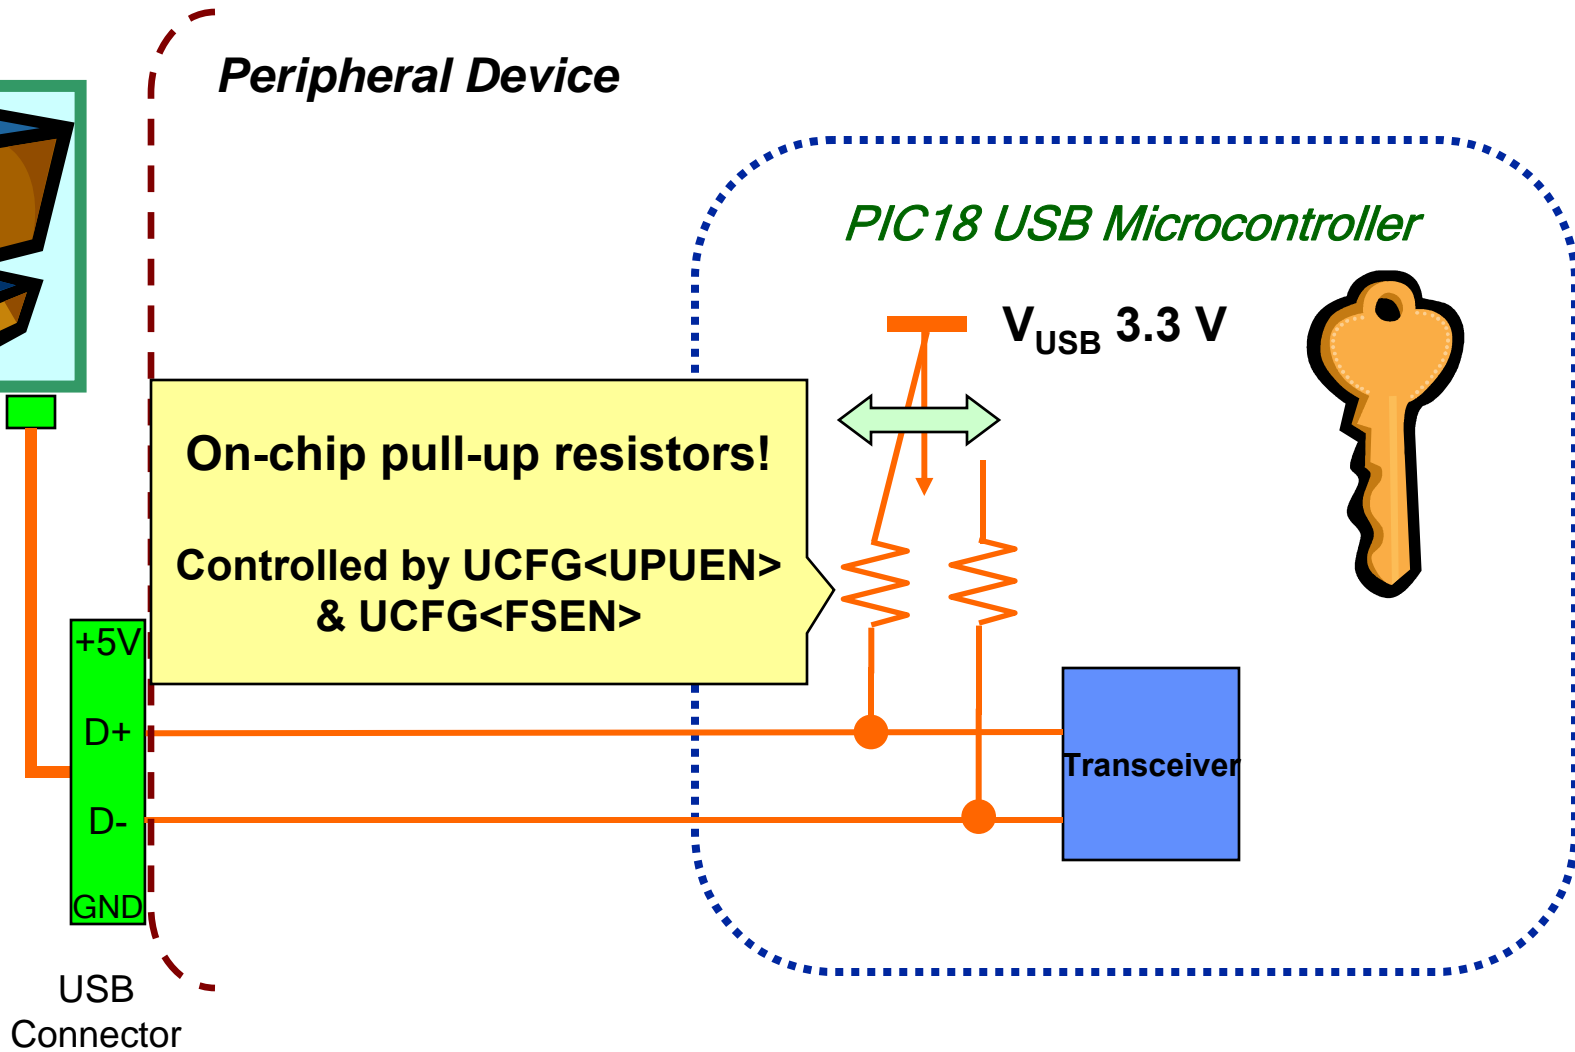 Peripheral Device
PIC18 USB Microcontroller
VUSB 3.3 V
On-chip pull-up resistors!
Controlled by UCFG<UPUEN>
& UCFG<FSEN>
+5V
D+
D-
GND
Transceiver
USB
Connector